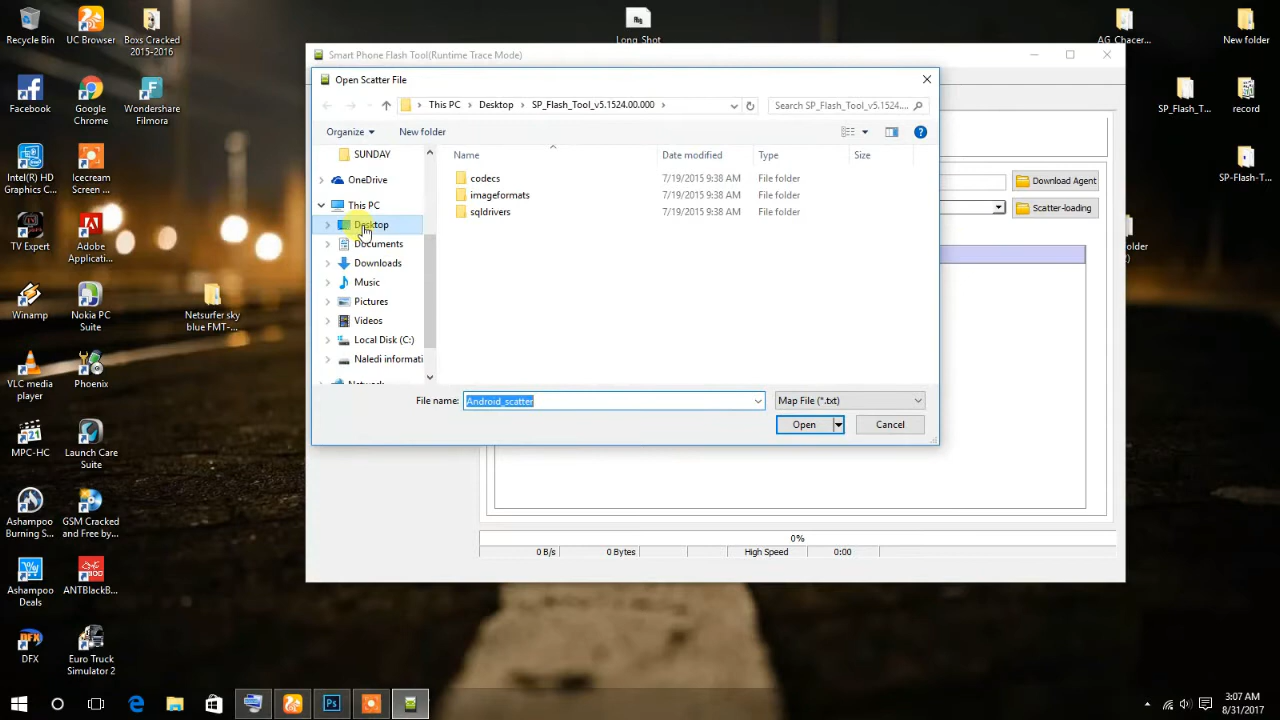 Recycle Bin
UC Browser
Boxs Cracked
2015-2016
Long_Shot
AG_Chacer...
New folder
Facebook
Google
Chrome
Wondershare
Filmora
SP_Flash_T...
record
Intel(R) HD
Graphics C...
Icecream
Screen ...
SP-Flash-T...
TV Expert
Adobe
Applicati...
Winamp
Nokia PC
Suite
Netsurfer sky
blue FMT-...
VLC media
player
Phoenix
MPC-HC
Launch Care
Suite
Ashampoo
Burning S...
GSM Cracked
and Free by...
Ashampoo
Deals
ANTBlackB...
DFX
Euro Truck
Simulator 2
Smart Phone Flash Tool(Runtime Trace Mode)
Open Scatter File
This PC
Desktop
SP_Flash_Tool_v5.1524.00.000
Search SP_Flash_Tool_v5.1524....
Organize
New folder
SUNDAY
OneDrive
This PC
Desktop
Documents
Downloads
Music
Pictures
Videos
Local Disk (C:)
Naledi informati
Network
Name
Date modified
Type
Size
codecs
7/19/2015 9:38 AM
File folder
imageformats
7/19/2015 9:38 AM
File folder
sqldrivers
7/19/2015 9:38 AM
File folder
File name:
Android_scatter
Map File (*.txt)
Open
Cancel
Download Agent
Scatter-loading
0%
0 B/s
0 Bytes
High Speed
0:00
Ps
3:07 AM
8/31/2017